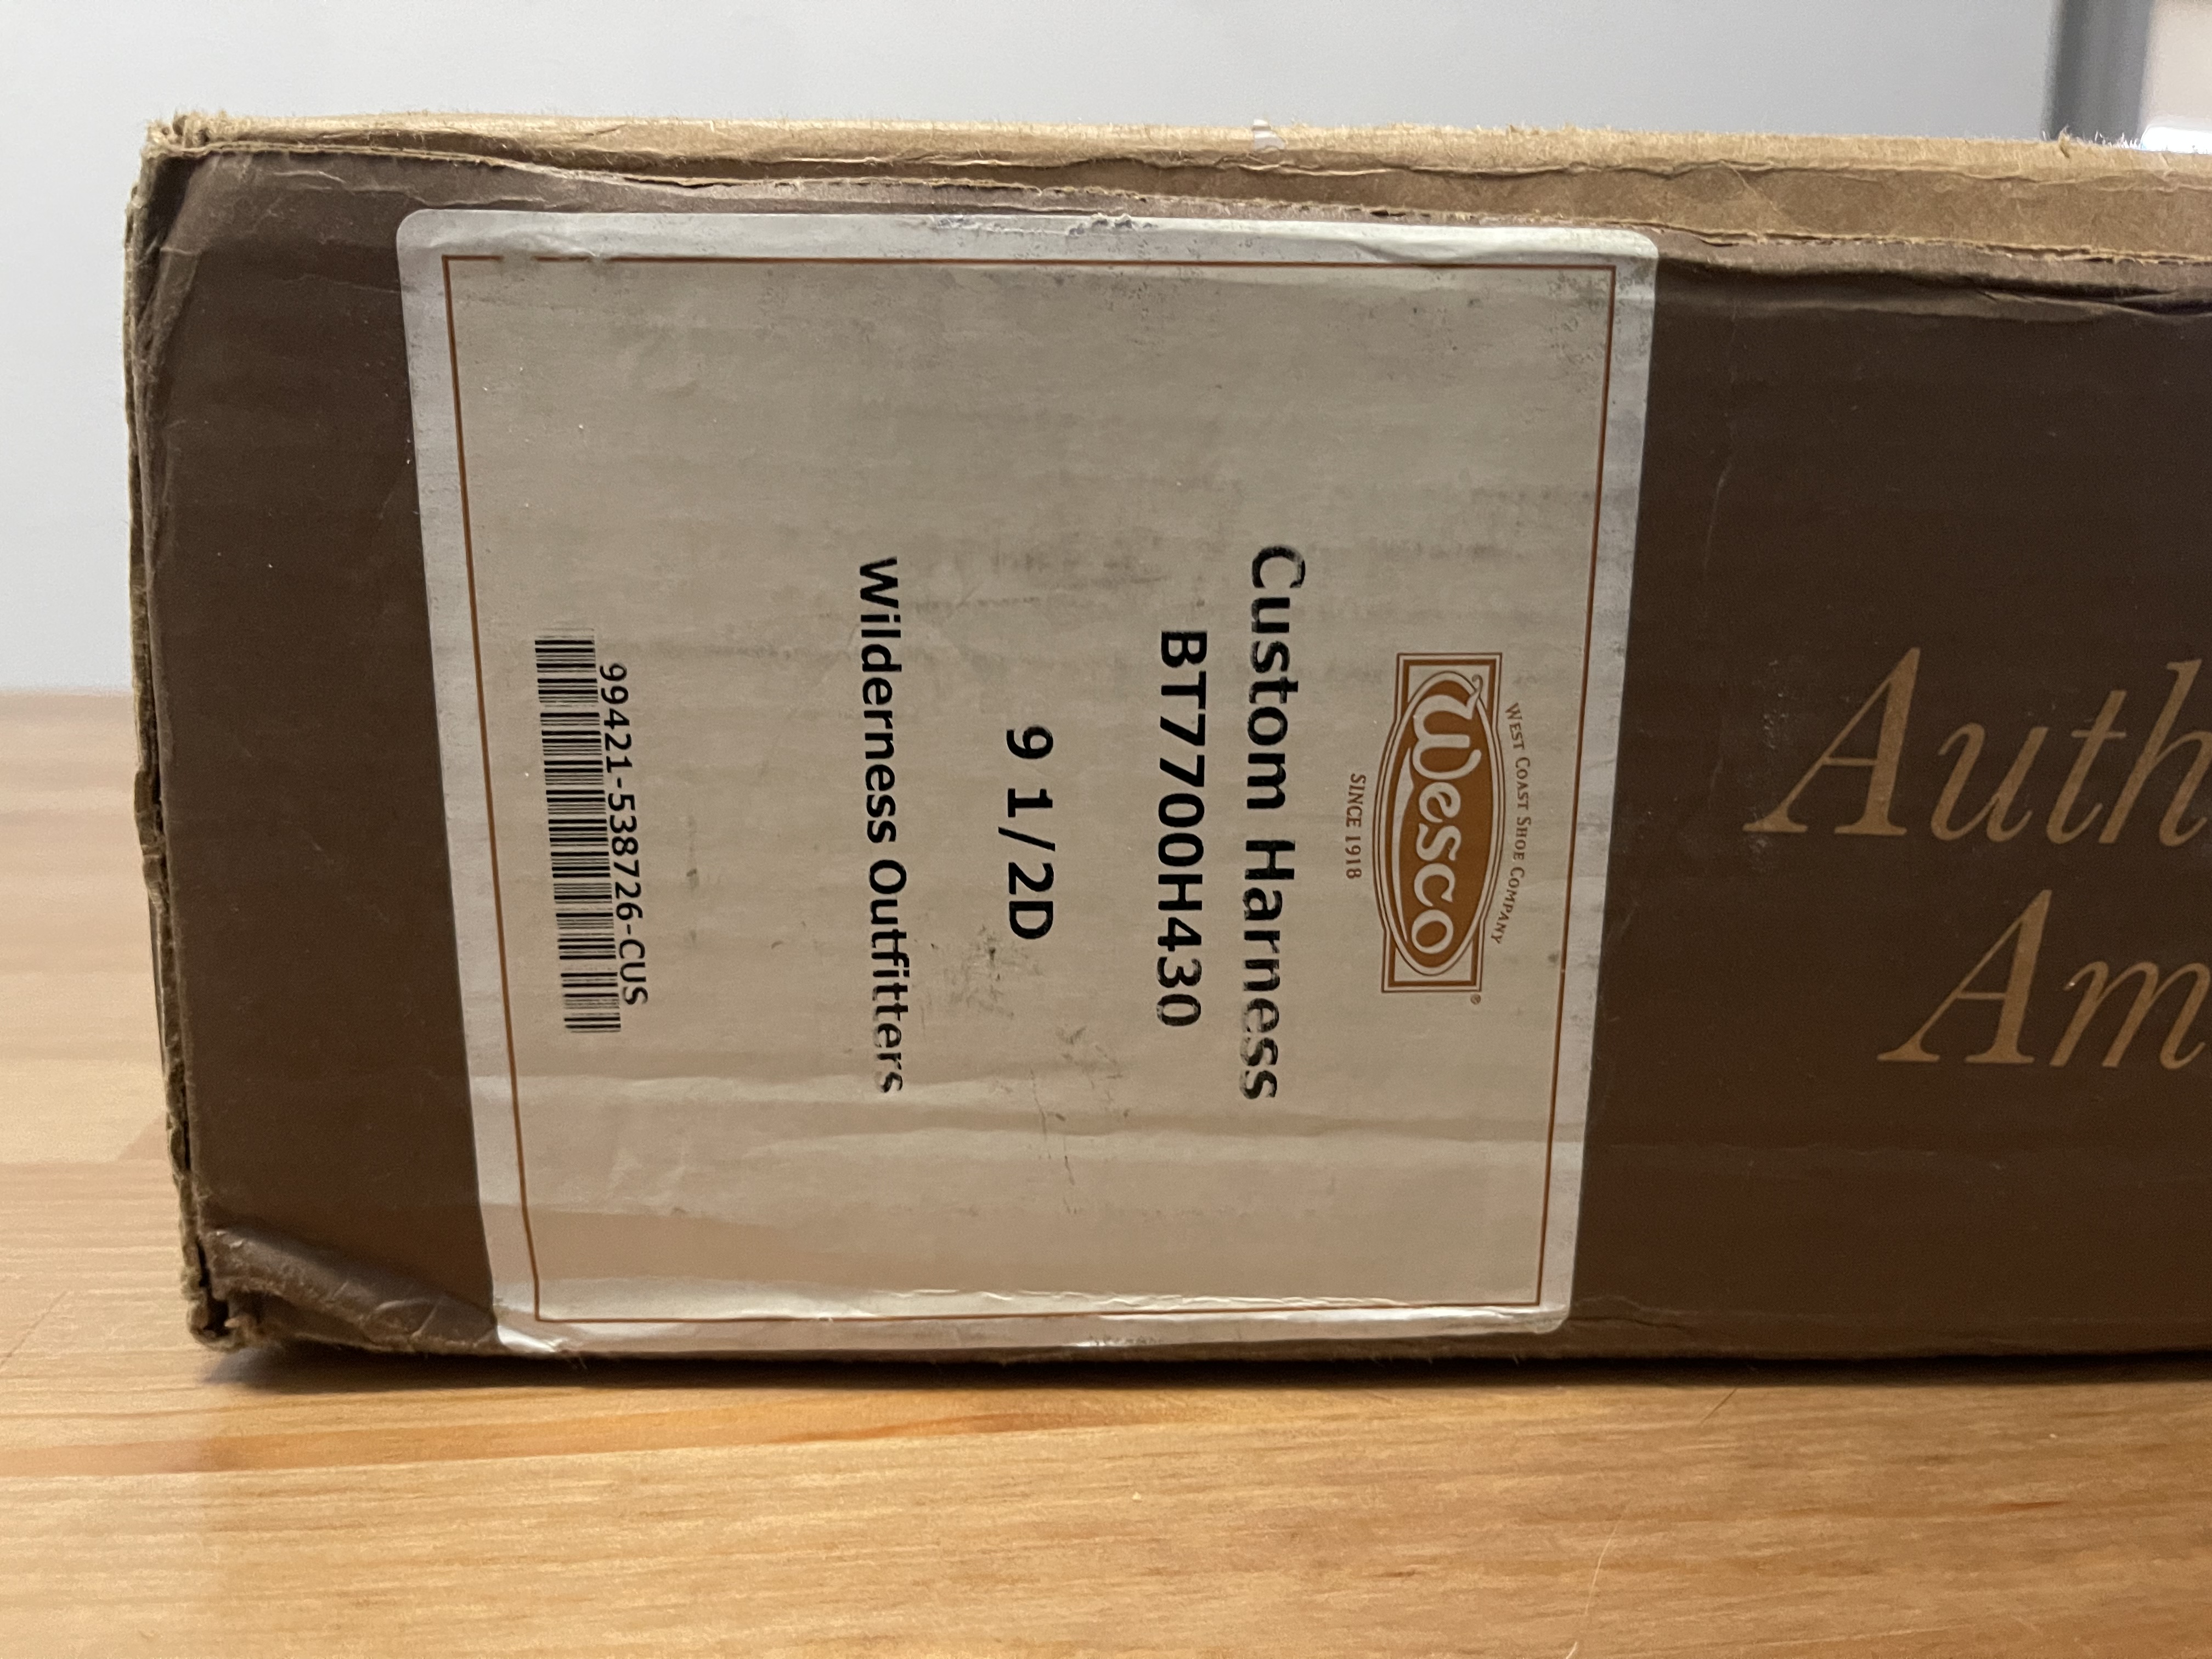 WEST COAST SHOE COMPANY
Wesco®
SINCE 1918
Custom Harness
BT7700H430
9 1/2D
Wilderness Outfitters
99421-538726-CUS
Auth
Am